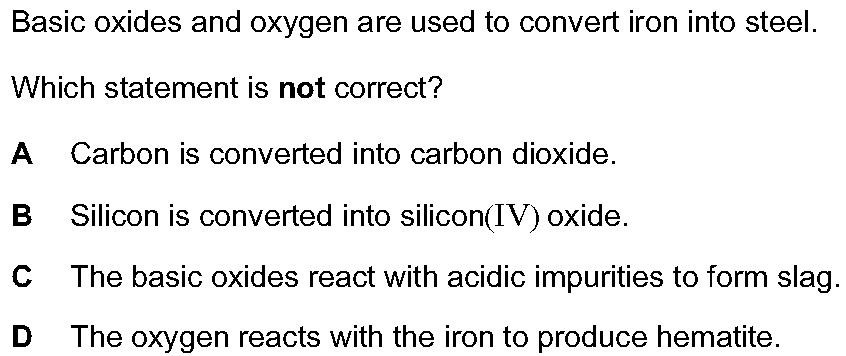 Basic oxides and oxygen are used to convert iron into steel.
Which statement is not correct?
A Carbon is converted into carbon dioxide.
B Silicon is converted into silicon(IV) oxide.
C The basic oxides react with acidic impurities to form slag.
D The oxygen reacts with the iron to produce hematite.